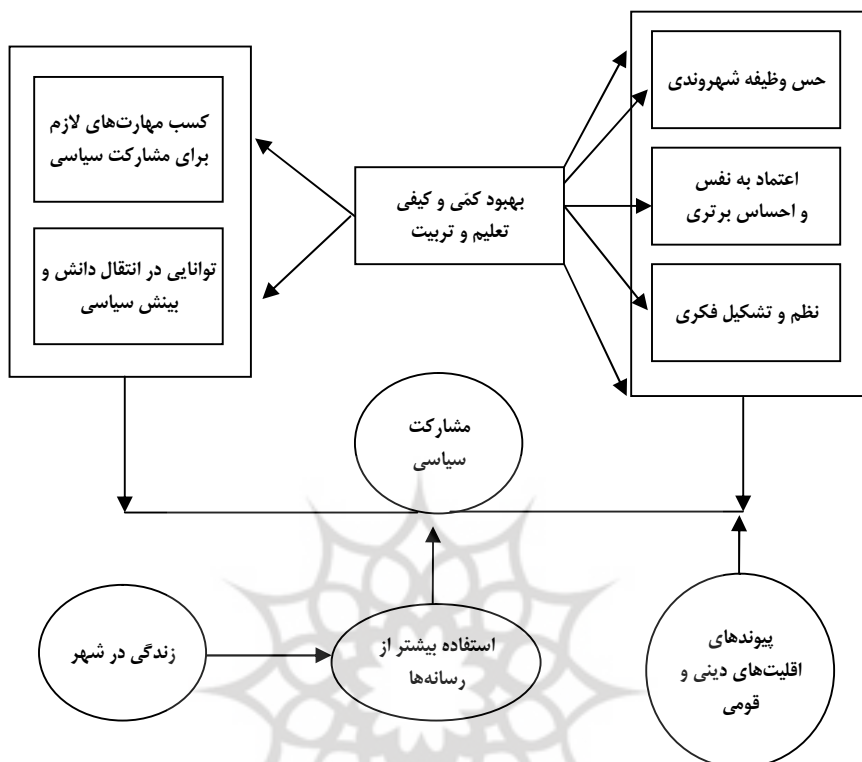 حس وظیفه شهروندی
اعتماد به نفس
و احساس برتری
نظم و تشکیل فکری
بهبود کمّی و کیفی
تعلیم و تربیت
کسب مهارت‌های لازم
برای مشارکت سیاسی
توانایی در انتقال دانش و
بینش سیاسی
مشارکت
سیاسی
پیوندهای
اقلیت‌های دینی و
قومی
استفاده بیشتر از
رسانه‌ها
زندگی در شهر